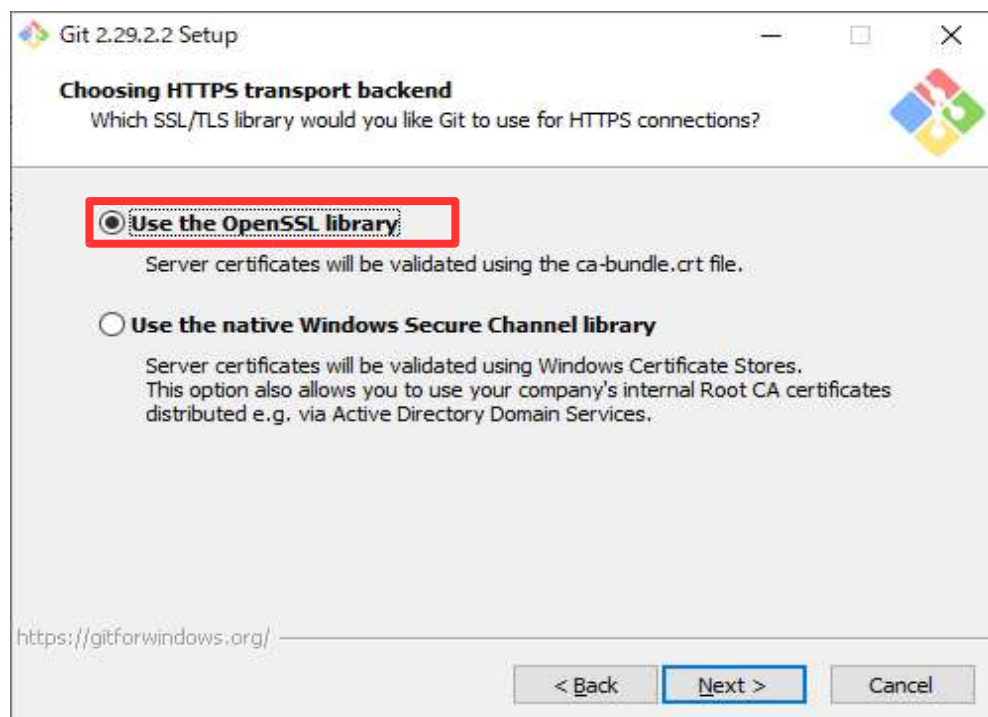 Git 2.29.2.2 Setup
Choosing HTTPS transport backend
Which SSL/TLS library would you like Git to use for HTTPS connections?
Use the OpenSSL library
Server certificates will be validated using the ca-bundle.crt file.
Use the native Windows Secure Channel library
Server certificates will be validated using Windows Certificate Stores.
This option also allows you to use your company's internal Root CA certificates
distributed e.g. via Active Directory Domain Services.
https://gitforwindows.org/
< Back Next > Cancel